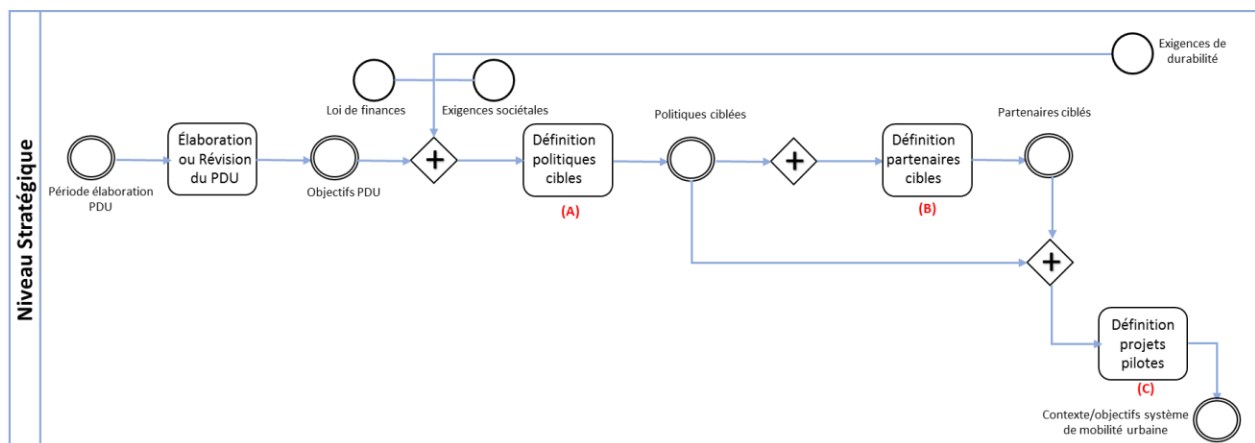 Niveau Stratégique
Exigences de
durabilité
Loi de finances
Exigences sociétales
Politiques ciblées
Partenaires ciblés
Période élaboration
PDU
Élaboration
ou Révision
du PDU
Objectifs PDU
Définition
politiques
cibles
(A)
Définition
partenaires
cibles
(B)
Définition
projets
pilotes
(C)
Contexte/objectifs système
de mobilité urbaine